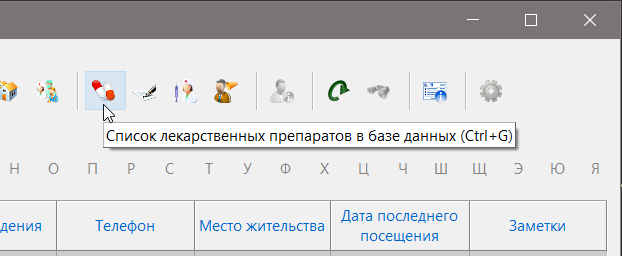 Список лекарственных препаратов в базе данных (Ctrl+G)
Н О П Р С Т У Ф Х Ц Ч Ш Щ Э Ю Я
дения Телефон Место жительства Дата последнего посещения Заметки